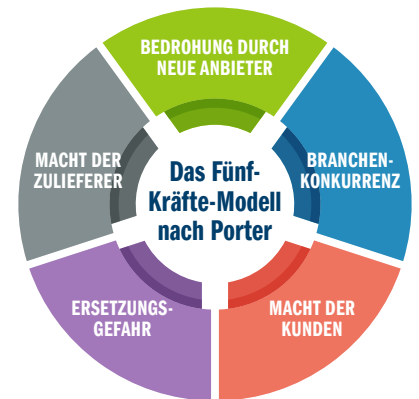 BEDROHUNG DURCH
NEUE ANBIETER
BRANCHEN-
KONKURRENZ
MACHT DER
KUNDEN
ERSETZUNGS-
GEFAHR
MACHT DER
ZULIEFERER
Das Fünf-
Kräfte-Modell
nach Porter